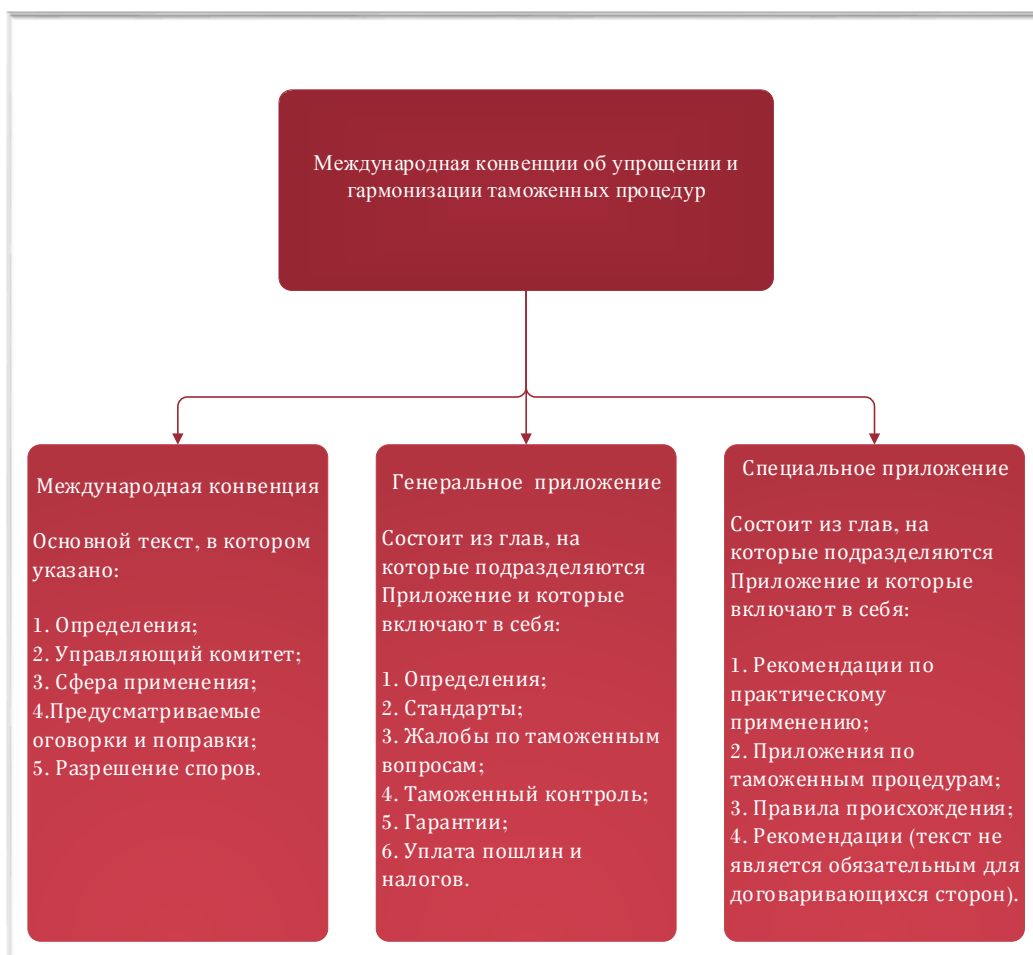 Международная конвенции об упрощении и
гармонизации таможенных процедур
Международная конвенция
Основной текст, в котором
указано:
1. Определения;
2. Управляющий комитет;
3. Сфера применения;
4.Предусматриваемые
оговорки и поправки;
5. Разрешение споров.
Генеральное приложение
Состоит из глав, на
которые подразделяются
Приложение и которые
включают в себя:
1. Определения;
2. Стандарты;
3. Жалобы по таможенным
вопросам;
4. Таможенный контроль;
5. Гарантии;
6. Уплата пошлин и
налогов.
Специальное приложение
Состоит из глав, на
которые подразделяются
Приложение и которые
включают в себя:
1. Рекомендации по
практическому
применению;
2. Приложения по
таможенным процедурам;
3. Правила происхождения;
4. Рекомендации (текст не
является обязательным для
договаривающихся сторон).